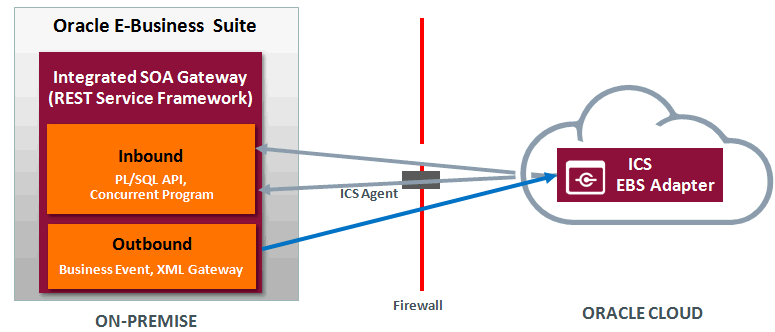 Oracle E-Business Suite
Integrated SOA Gateway
(REST Service Framework)
Inbound
PL/SQL API,
Concurrent Program
Outbound
Business Event, XML Gateway
ON-PREMISE
ICS Agent
Firewall
ICS
EBS Adapter
ORACLE CLOUD